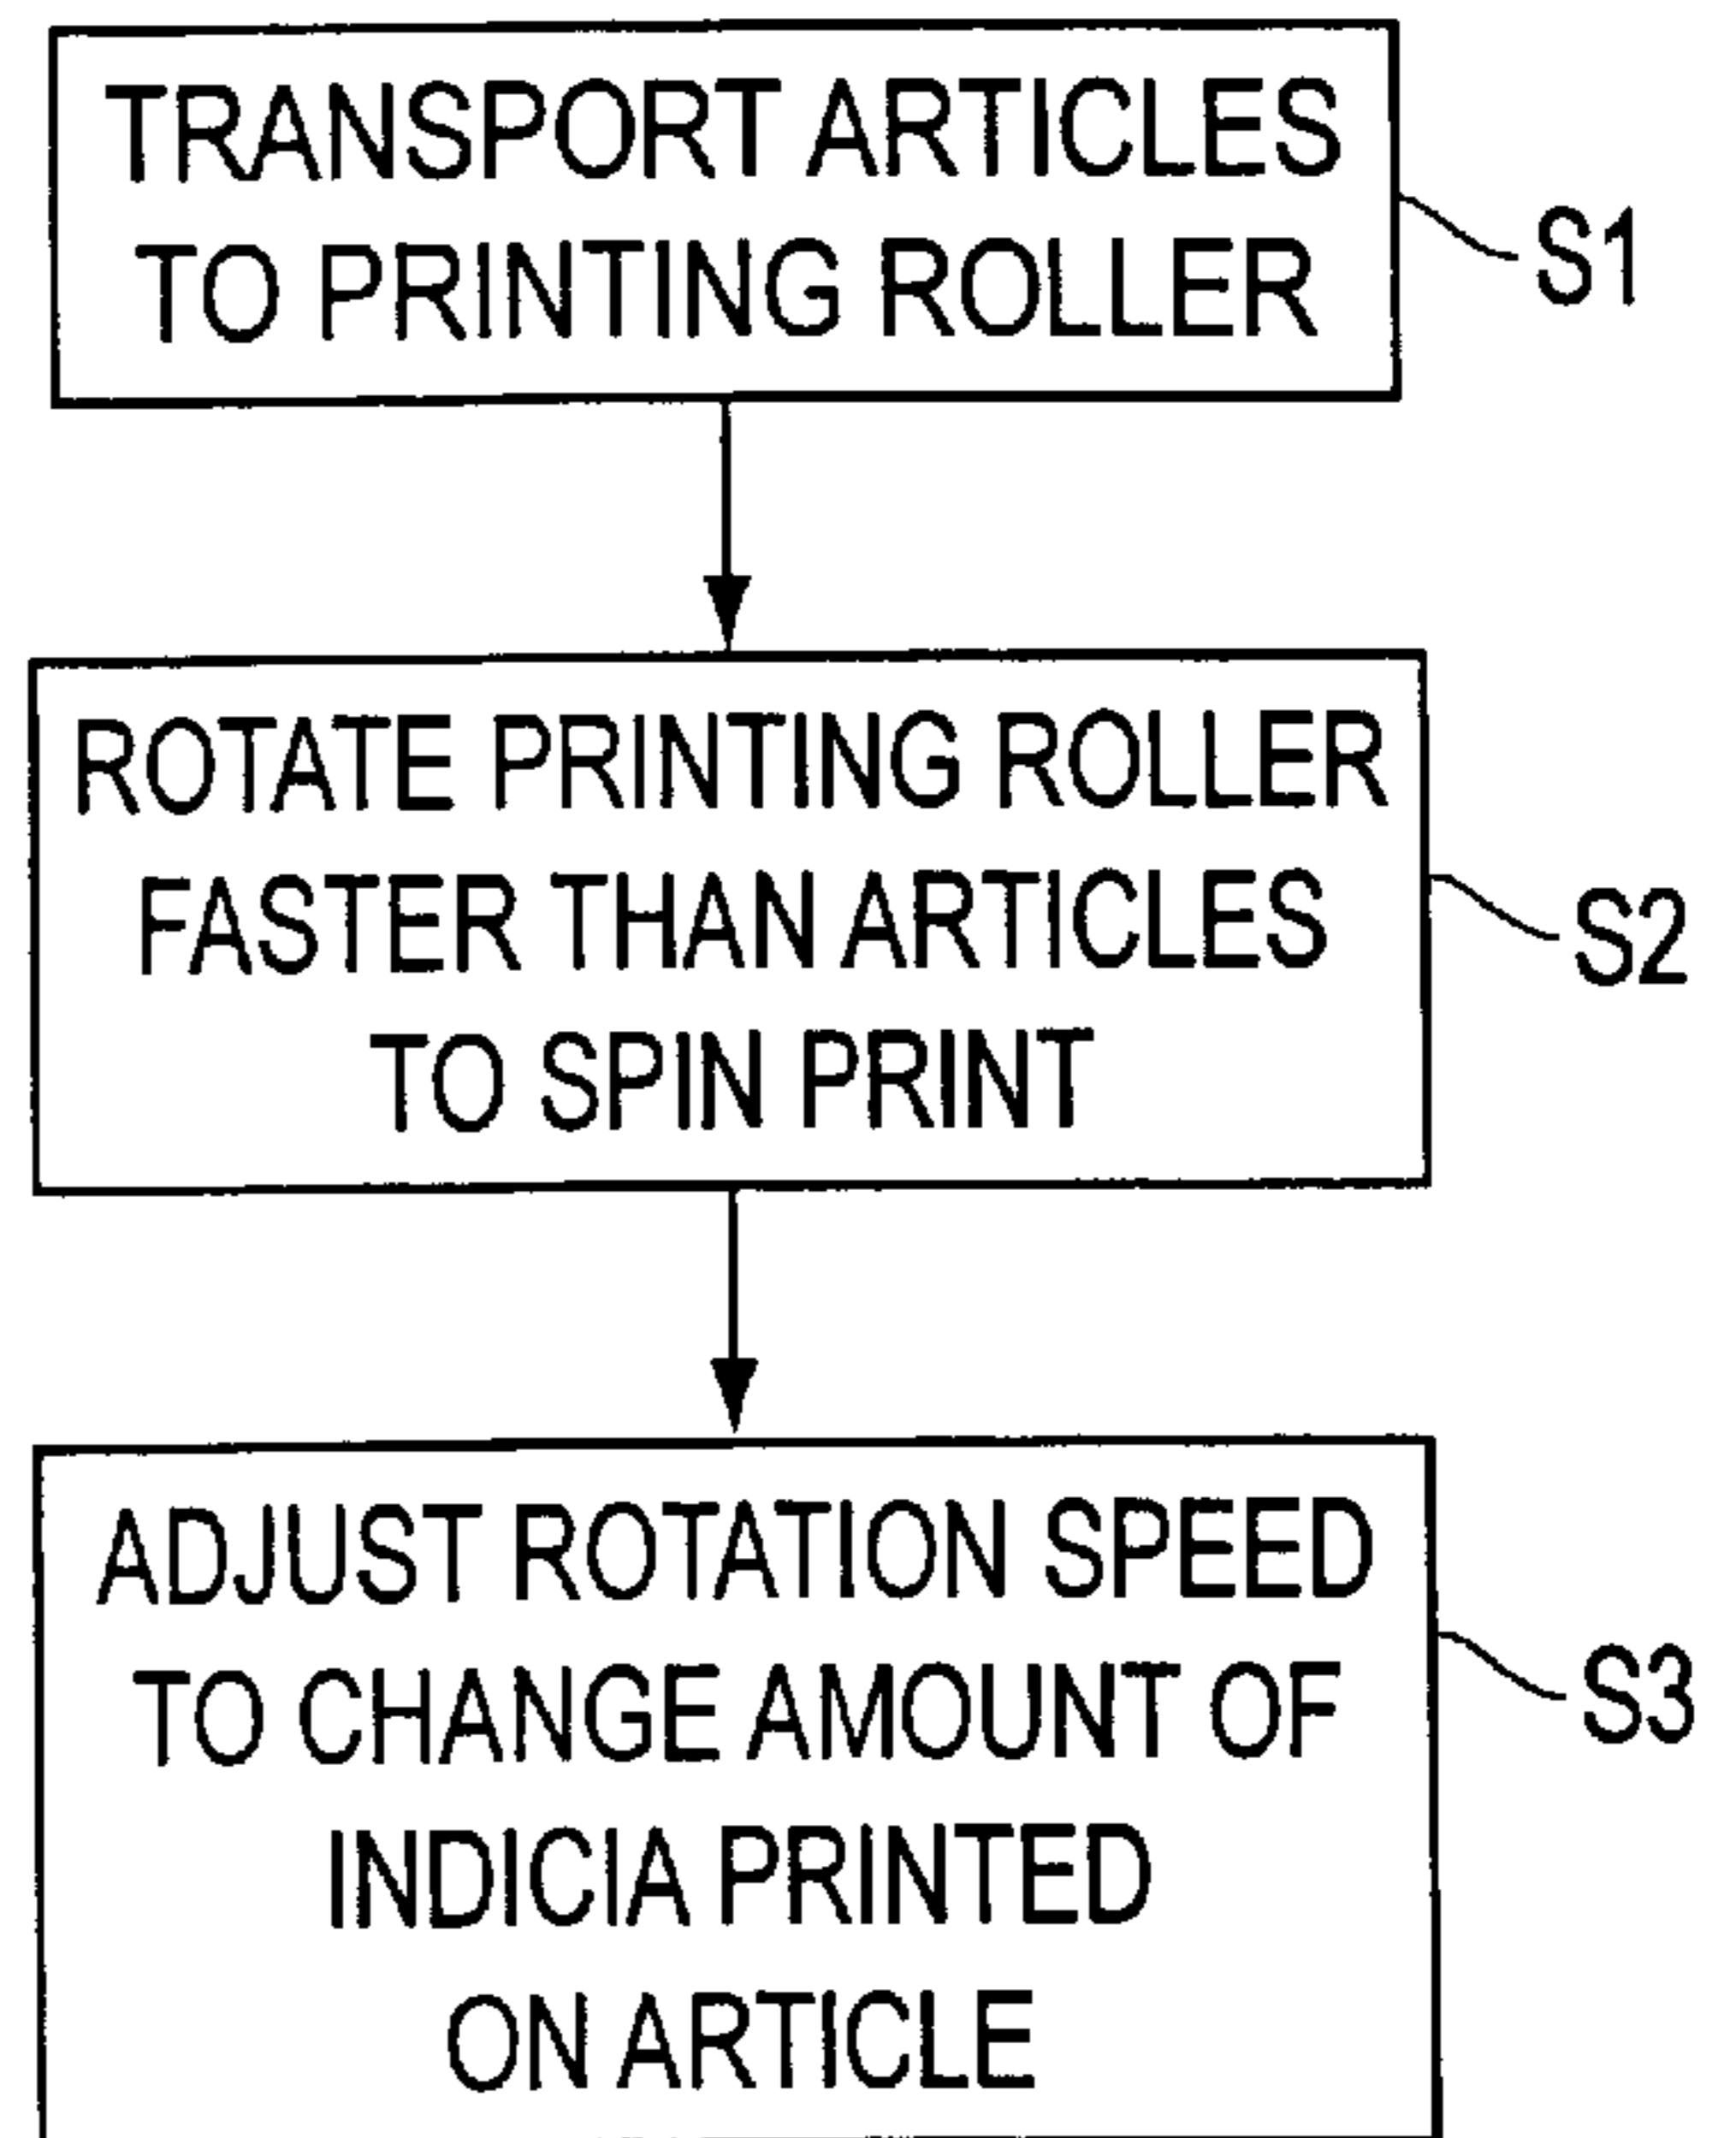 TRANSPORT ARTICLES
TO PRINTING ROLLER
S1
ROTATE PRINTING ROLLER
FASTER THAN ARTICLES
TO SPIN PRINT
S2
ADJUST ROTATION SPEED
TO CHANGE AMOUNT OF
INDICIA PRINTED
ON ARTICLE
S3